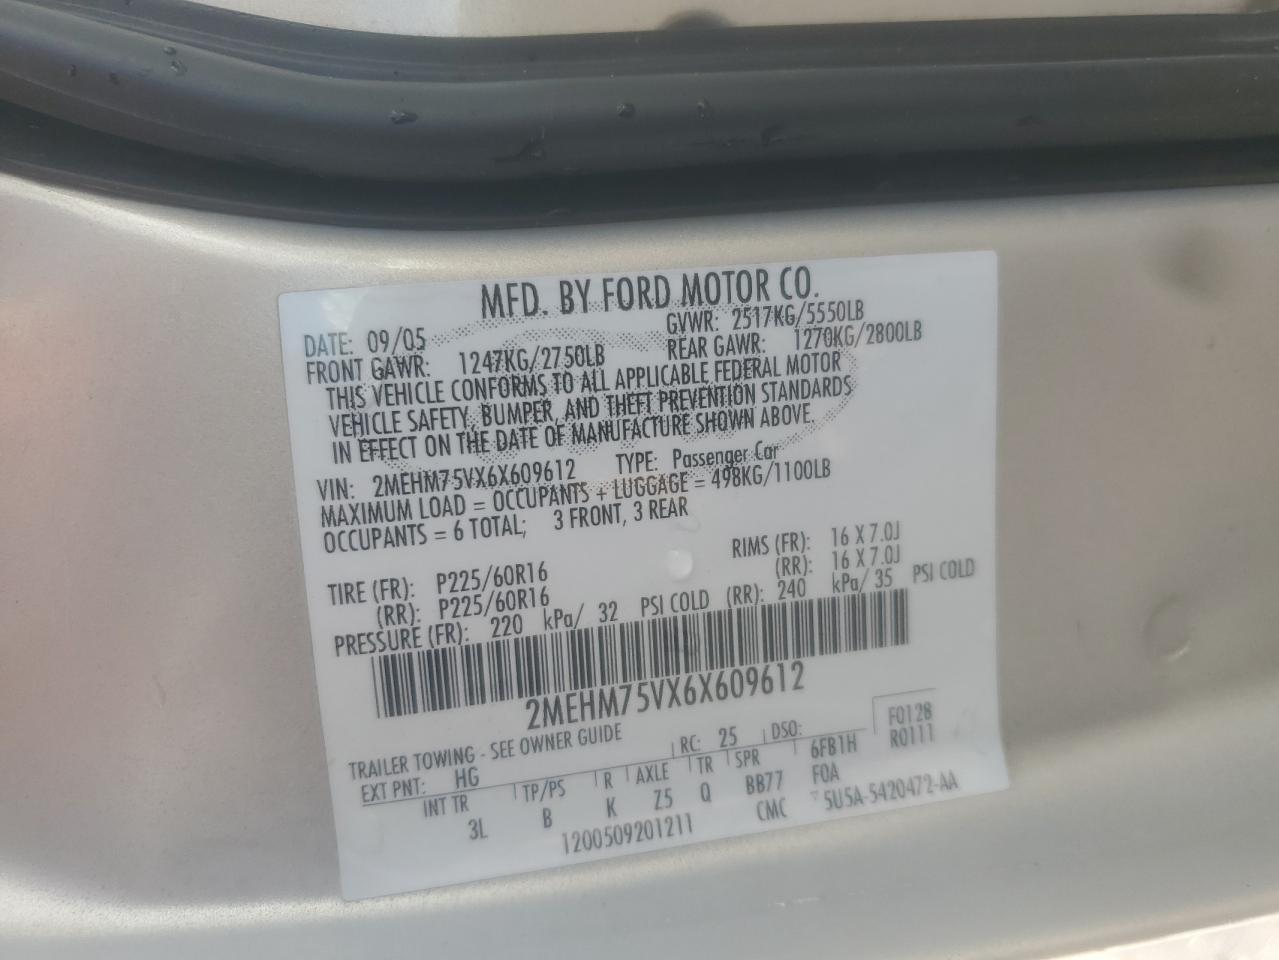 MFD. BY FORD MOTOR CO.
DATE: 09/05 GVWR: 2517KG/5550LB
FRONT GAWR: 1247KG/2750LB REAR GAWR: 1270KG/2800LB
THIS VEHICLE CONFORMS TO ALL APPLICABLE FEDERAL MOTOR
VEHICLE SAFETY, BUMPER, AND THEFT PREVENTION STANDARDS
IN EFFECT ON THE DATE OF MANUFACTURE SHOWN ABOVE.
VIN: 2MEHM75VX6X609612 TYPE: Passenger Car
MAXIMUM LOAD = OCCUPANTS + LUGGAGE = 498KG/1100LB
OCCUPANTS = 6 TOTAL; 3 FRONT, 3 REAR
TIRE (FR): P225/60R16 RIMS (FR): 16 X 7.0J
(RR): P225/60R16 (RR): 16 X 7.0J
PRESSURE (FR): 220 kPa/ 32 PSI COLD (RR): 240 kPa/ 35 PSI COLD
2MEHM75VX6X609612
TRAILER TOWING - SEE OWNER GUIDE
EXT PNT: HG RC: 25 DSO: F0128
INT TR TP/PS R AXLE TR SPR 6FB1H R0111
3L B K Z5 Q BB77 FOA
1200509201211 CMC 5U5A-5420472-AA